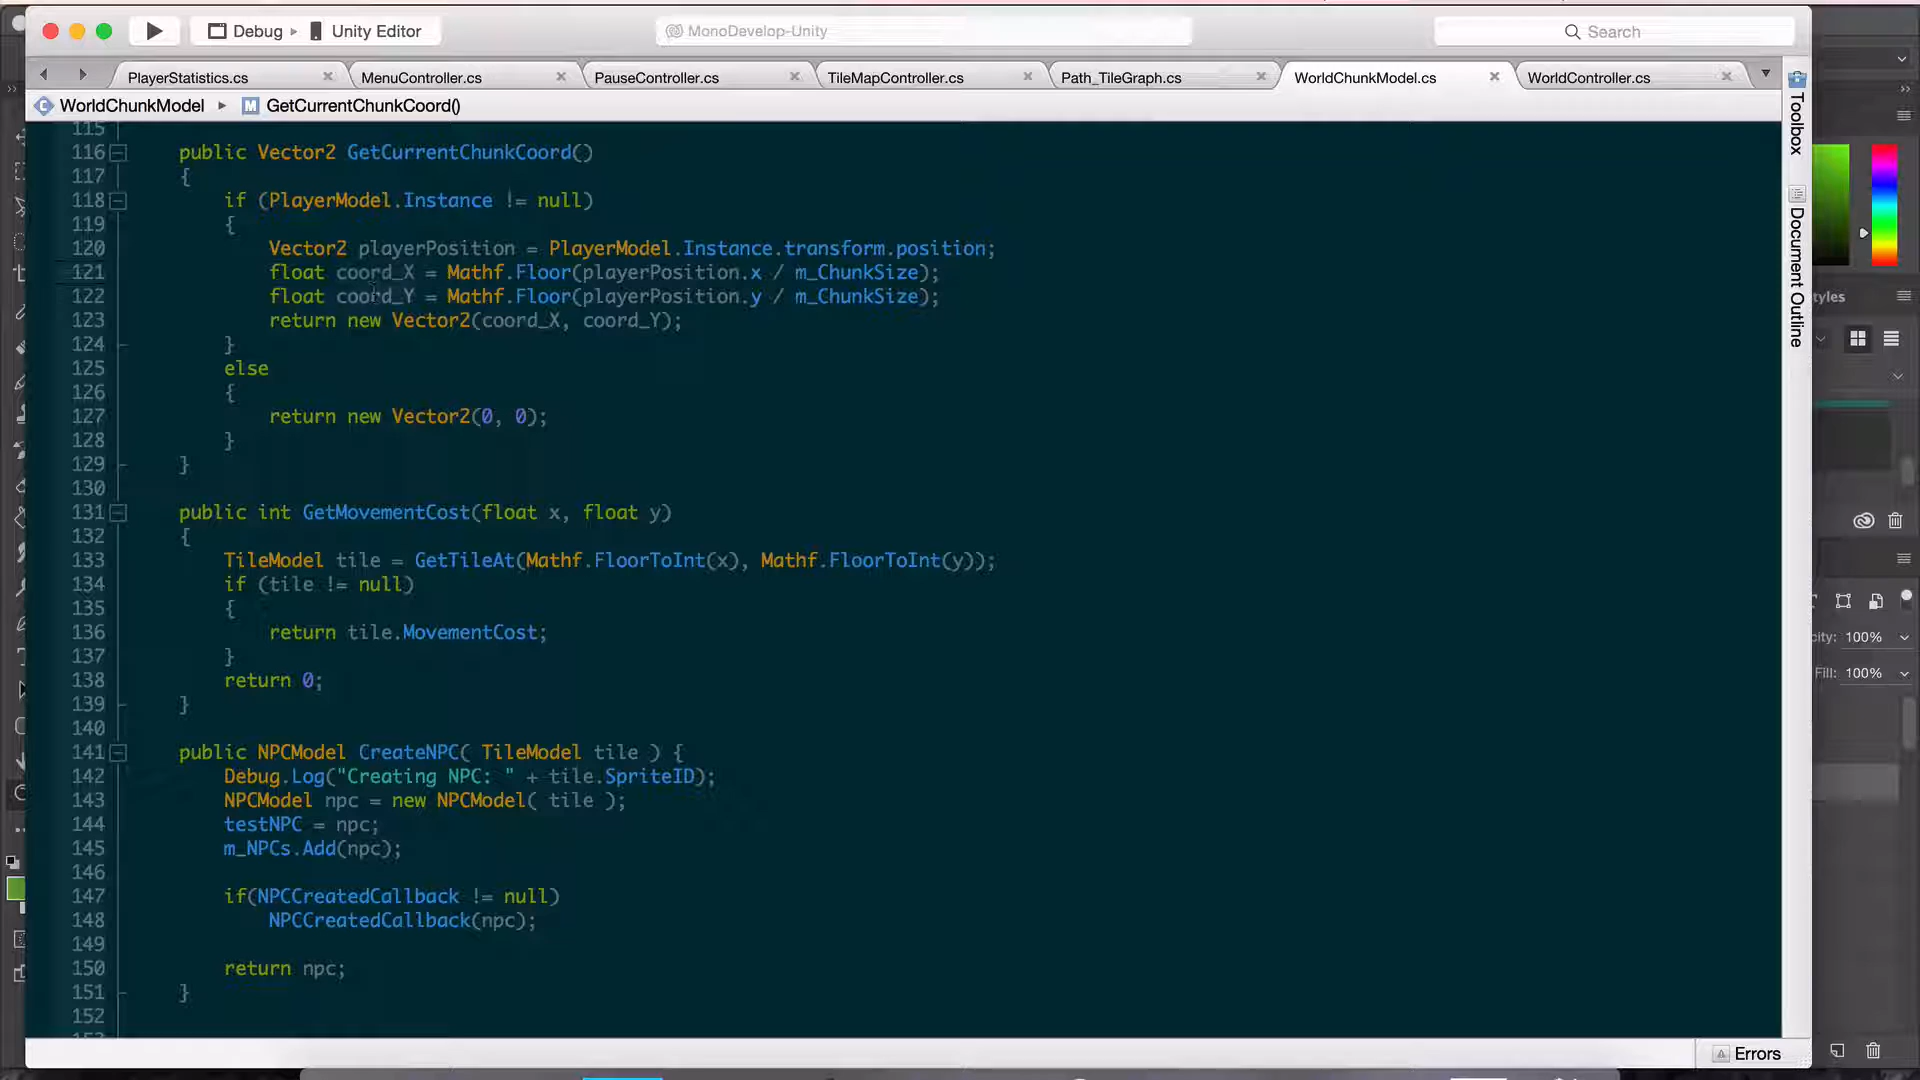 Debug
Unity Editor
MonoDevelop-Unity
Search
PlayerStatistics.cs
MenuController.cs
PauseController.cs
TileMapController.cs
Path_TileGraph.cs
WorldChunkModel.cs
WorldController.cs
WorldChunkModel
M GetCurrentChunkCoord()
115
116 public Vector2 GetCurrentChunkCoord()
117 {
118 if (PlayerModel.Instance != null)
119 {
120 Vector2 playerPosition = PlayerModel.Instance.transform.position;
121 float coord_X = Mathf.Floor(playerPosition.x / m_ChunkSize);
122 float coord_Y = Mathf.Floor(playerPosition.y / m_ChunkSize);
123 return new Vector2(coord_X, coord_Y);
124 }
125 else
126 {
127 return new Vector2(0, 0);
128 }
129 }
130
131 public int GetMovementCost(float x, float y)
132 {
133 TileModel tile = GetTileAt(Mathf.FloorToInt(x), Mathf.FloorToInt(y));
134 if (tile != null)
135 {
136 return tile.MovementCost;
137 }
138 return 0;
139 }
140
141 public NPCModel CreateNPC( TileModel tile ) {
142 Debug.Log("Creating NPC: " + tile.SpriteID);
143 NPCModel npc = new NPCModel( tile );
144 testNPC = npc;
145 m_NPCs.Add(npc);
146
147 if(NPCCreatedCallback != null)
148 NPCCreatedCallback(npc);
149
150 return npc;
151 }
152
Toolbox
Document Outline
100%
Fill: 100%
Errors